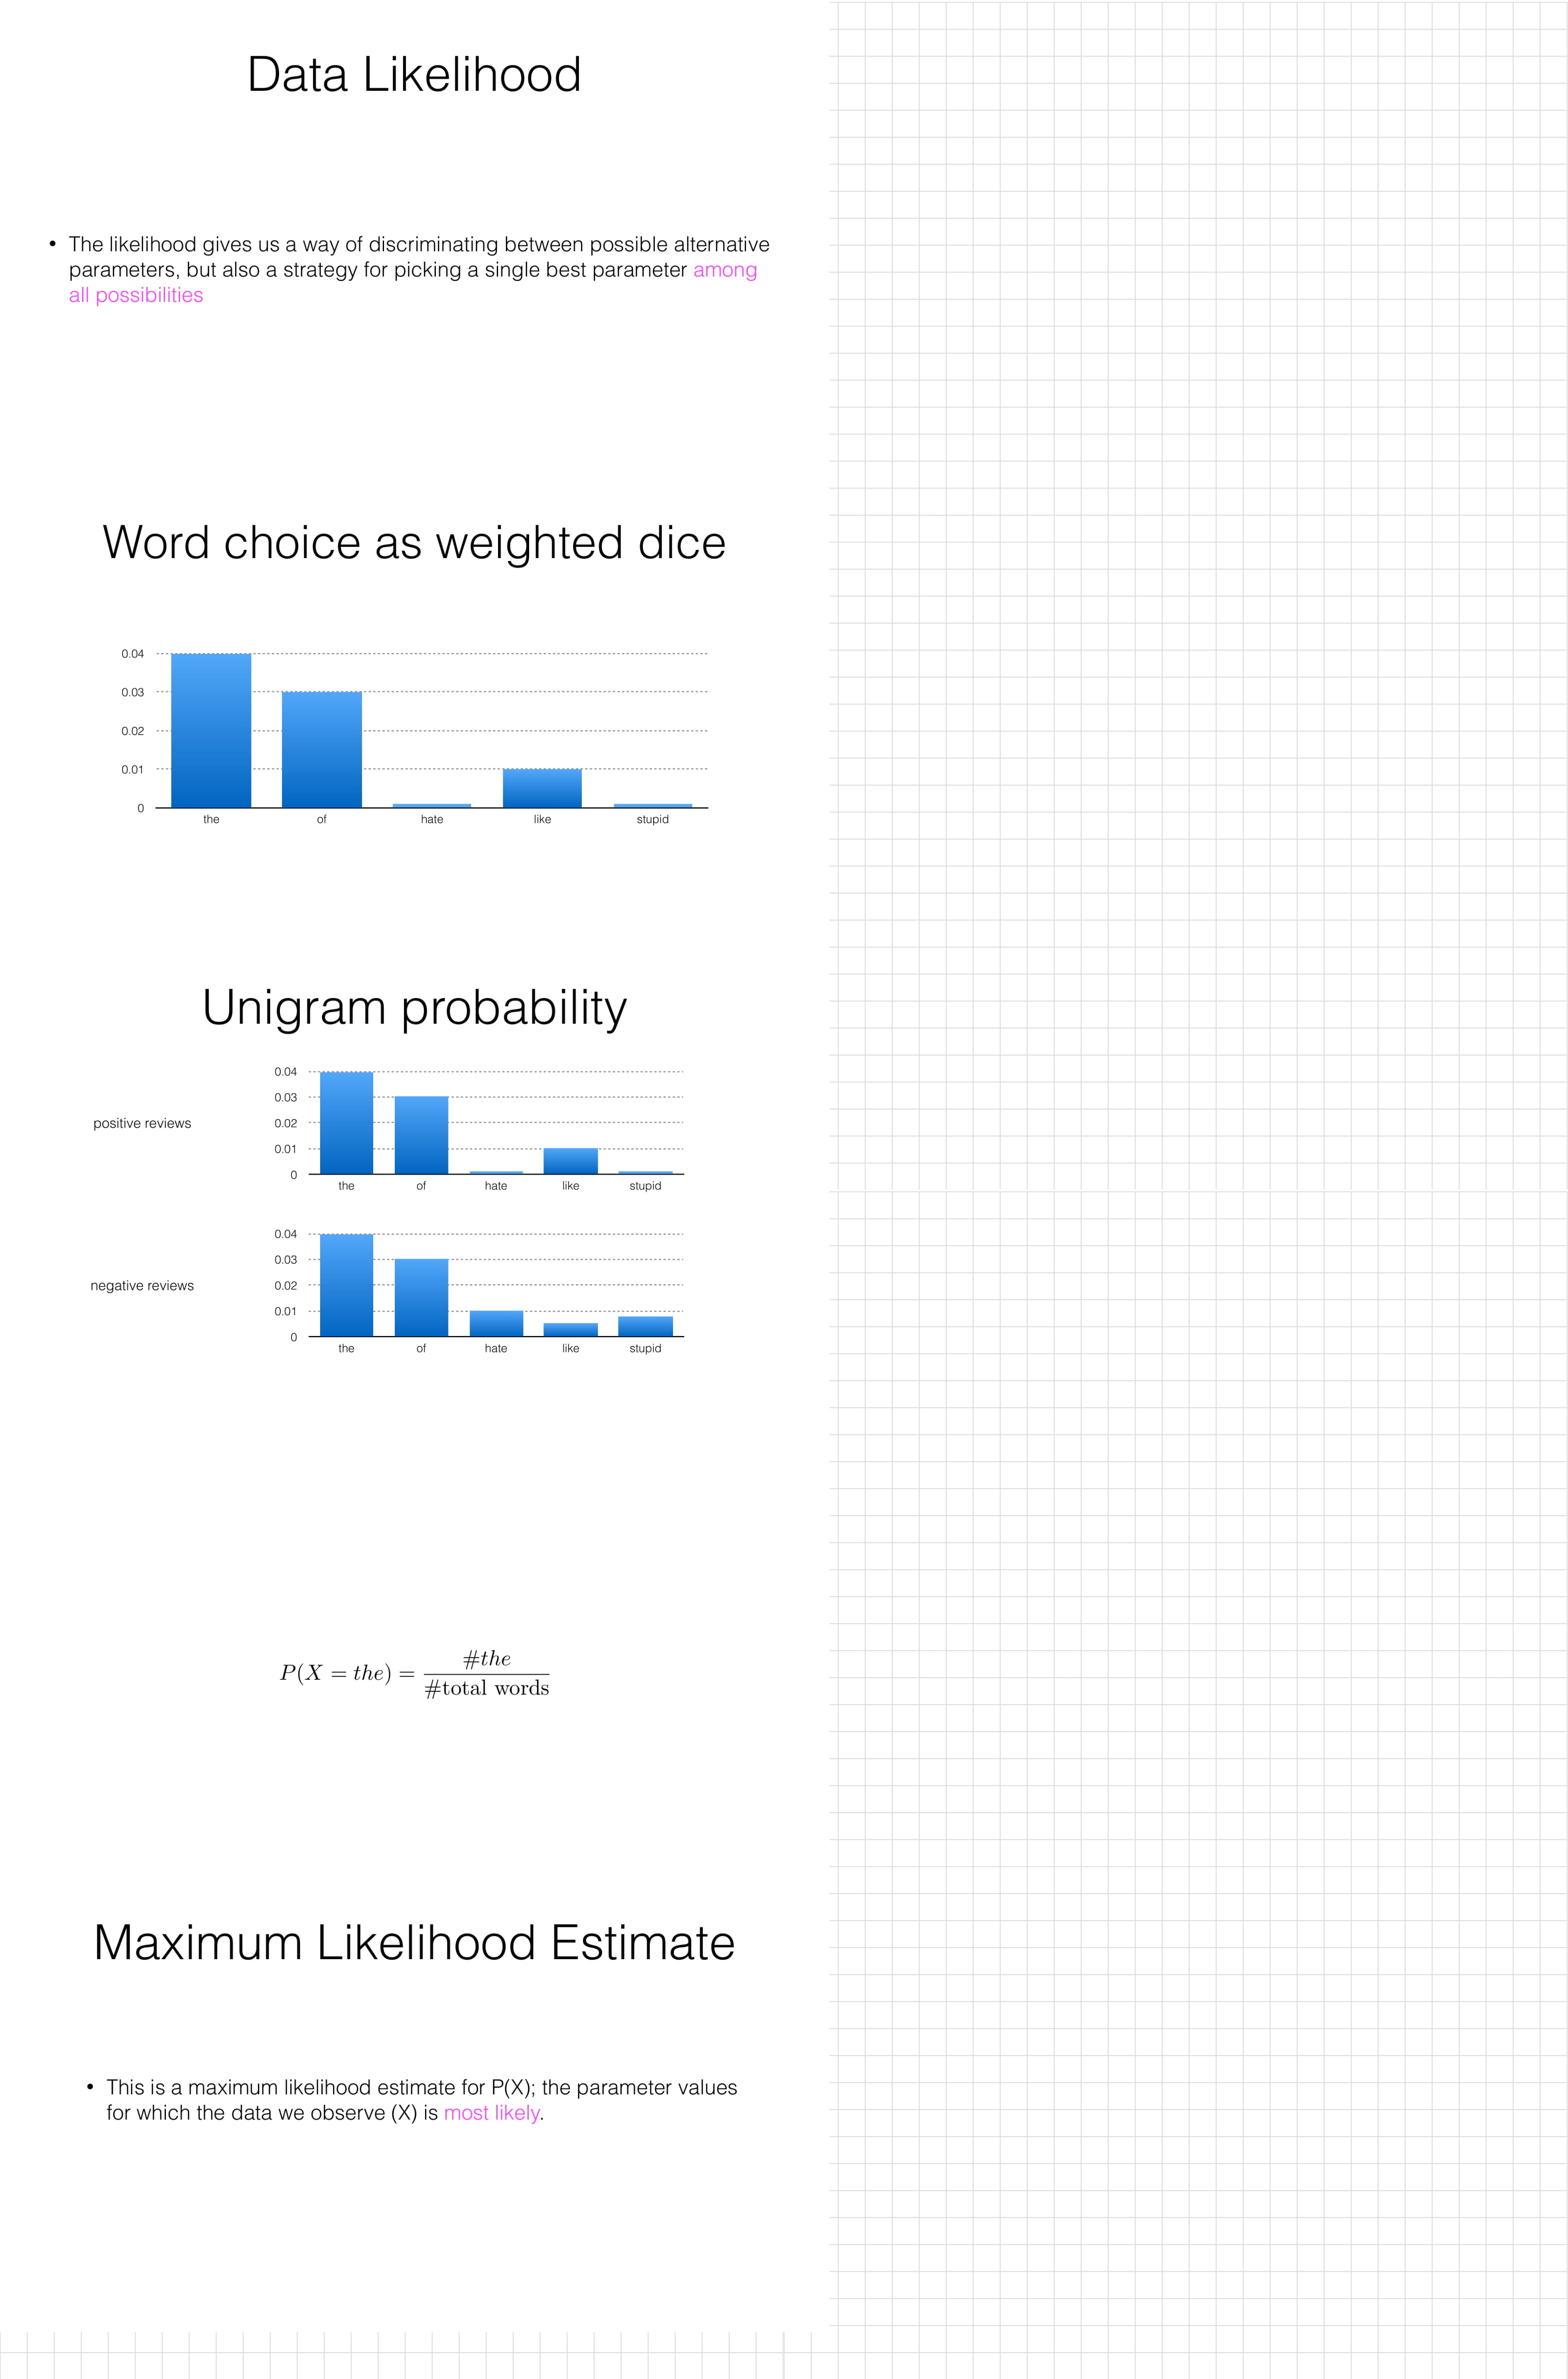 Data Likelihood
• The likelihood gives us a way of discriminating between possible alternative
parameters, but also a strategy for picking a single best parameter among
all possibilities
Word choice as weighted dice
0.04
0.03
0.02
0.01
0
the of hate like stupid
Unigram probability
positive reviews
0.04
0.03
0.02
0.01
0
the of hate like stupid
negative reviews
0.04
0.03
0.02
0.01
0
the of hate like stupid
P(X = the) = #the / #total words
Maximum Likelihood Estimate
• This is a maximum likelihood estimate for P(X); the parameter values
for which the data we observe (X) is most likely.